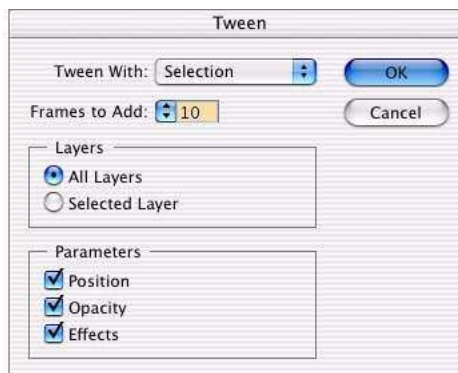 Tween
Tween With: Selection
OK
Frames to Add: 10
Cancel
Layers
All Layers
Selected Layer
Parameters
Position
Opacity
Effects